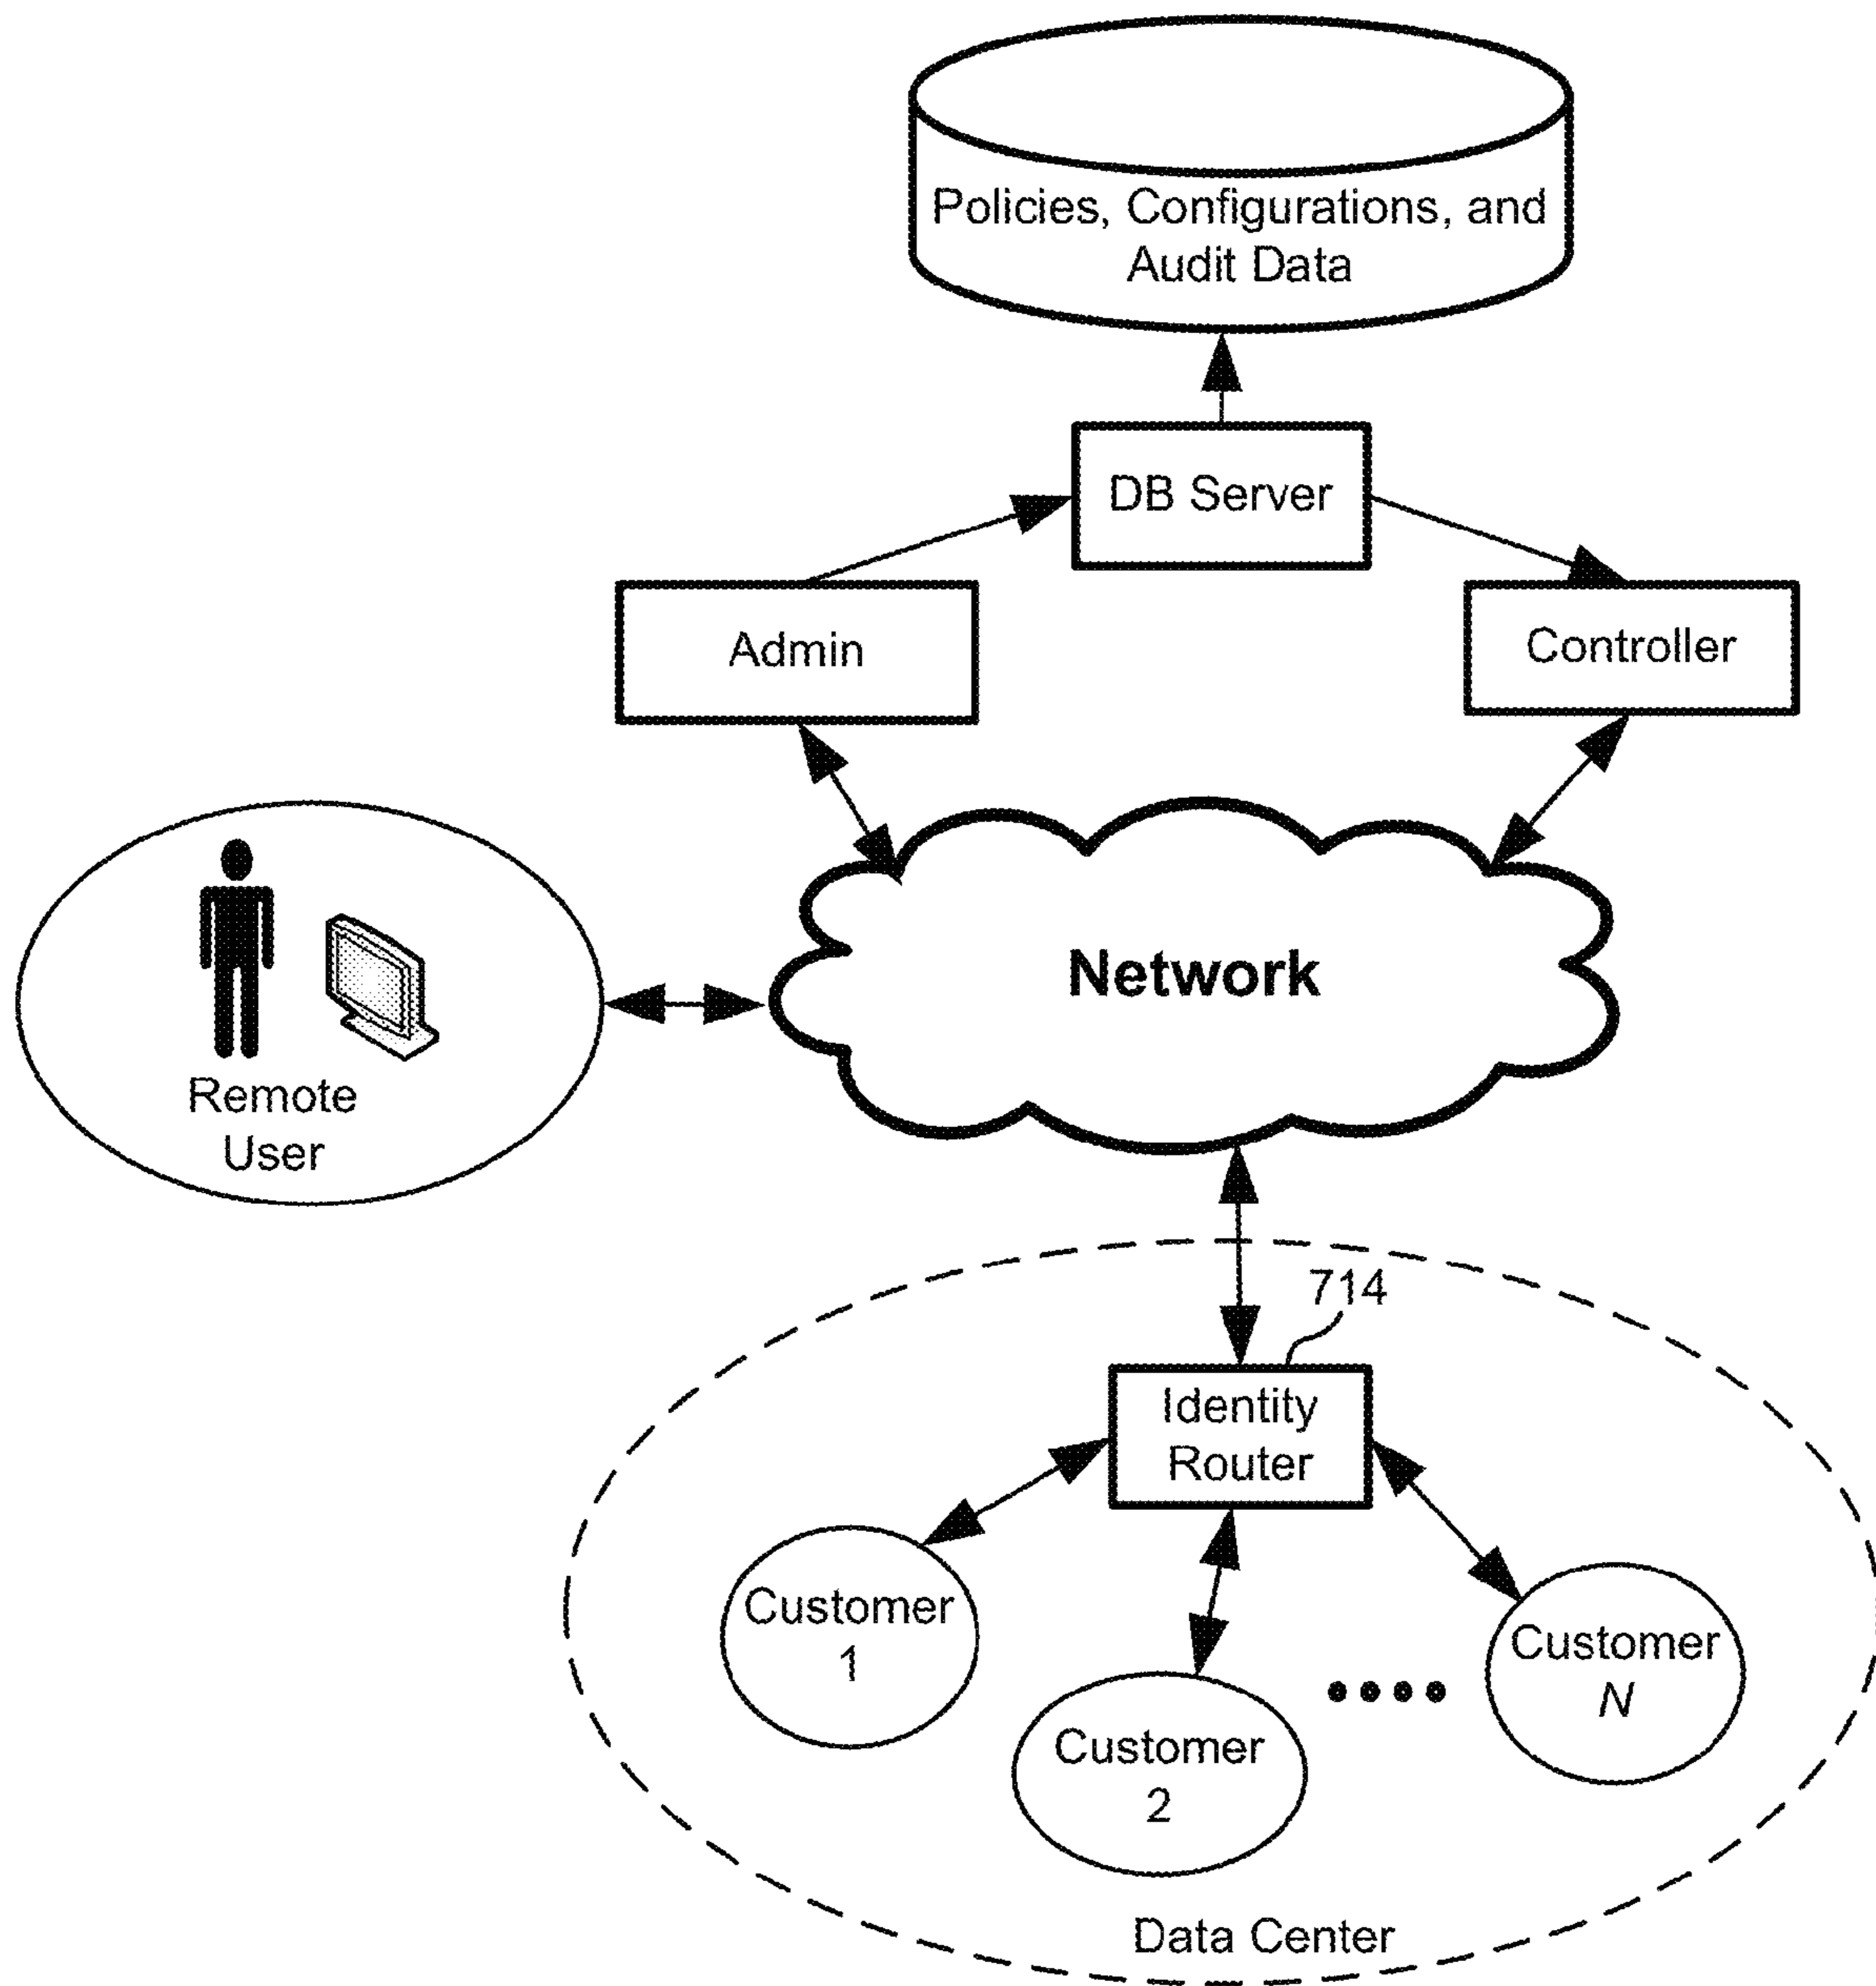 Policies, Configurations, and
Audit Data
DB Server
Admin
Controller
Network
Remote
User
714
Identity
Router
Customer
1
Customer
2
Customer
N
Data Center